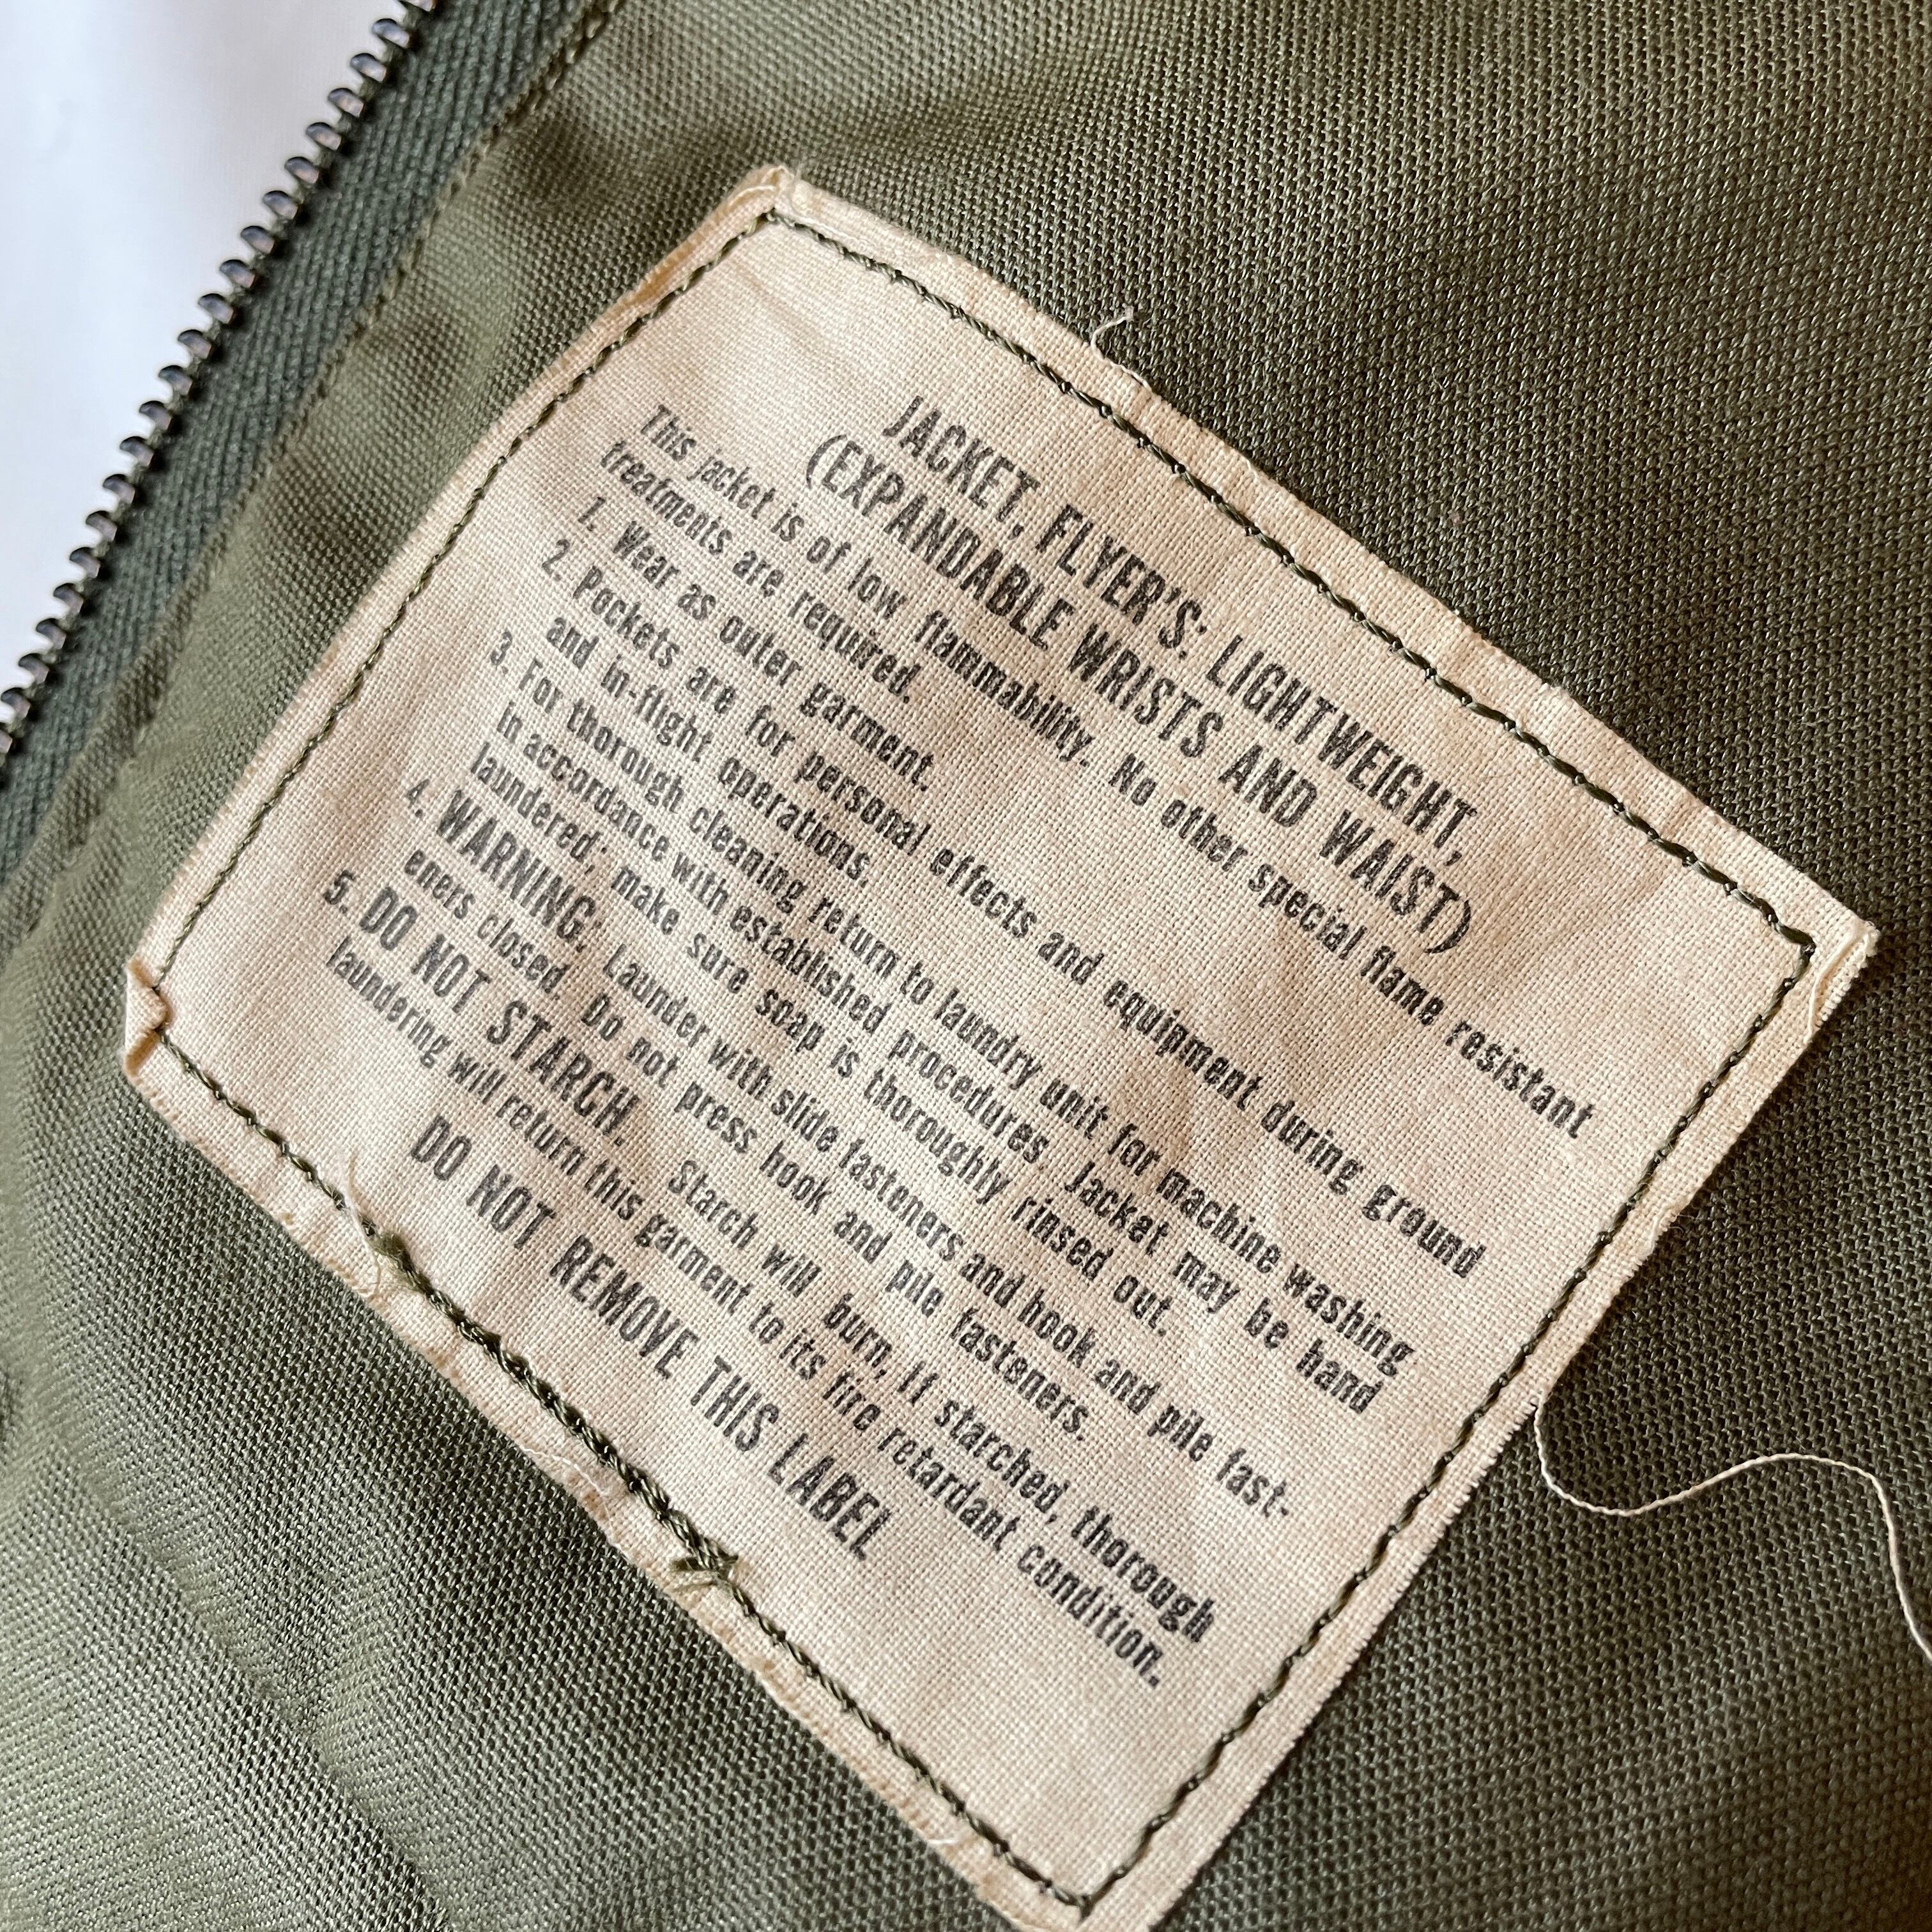 JACKET, FLYER'S: LIGHTWEIGHT,
(EXPANDABLE WRISTS AND WAIST)
This jacket is of low flammability. No other special flame resistant
treatments are required.
1. Wear as outer garment.
2. Pockets are for personal effects and equipment during ground
and in-flight operations.
3. For thorough cleaning return to laundry unit for machine washing
in accordance with established procedures. Jacket may be hand
laundered; make sure soap is thoroughly rinsed out.
4. WARNING: Launder with slide fasteners and hook and pile fast-
eners closed. Do not press hook and pile fasteners.
5. DO NOT STARCH. Starch will burn, if starched, thorough
laundering will return this garment to its fire retardant condition.
DO NOT REMOVE THIS LABEL